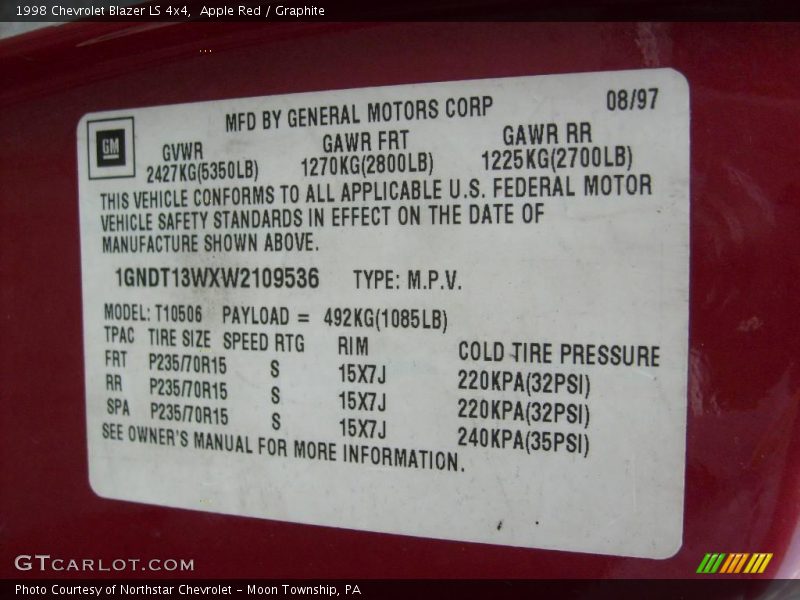 1998 Chevrolet Blazer LS 4x4,  Apple Red / Graphite
MFD BY GENERAL MOTORS CORP 08/97
GM
GVWR GAWR FRT GAWR RR
2427KG(5350LB) 1270KG(2800LB) 1225KG(2700LB)
THIS VEHICLE CONFORMS TO ALL APPLICABLE U.S. FEDERAL MOTOR
VEHICLE SAFETY STANDARDS IN EFFECT ON THE DATE OF
MANUFACTURE SHOWN ABOVE.
1GNDT13WXW2109536 TYPE: M.P.V.
MODEL: T10506 PAYLOAD = 492KG(1085LB)
TPAC TIRE SIZE SPEED RTG RIM COLD TIRE PRESSURE
FRT P235/70R15 S 15X7J 220KPA(32PSI)
RR P235/70R15 S 15X7J 220KPA(32PSI)
SPA P235/70R15 S 15X7J 240KPA(35PSI)
SEE OWNER'S MANUAL FOR MORE INFORMATION.
GTCARLOT.COM
Photo Courtesy of Northstar Chevrolet - Moon Township, PA